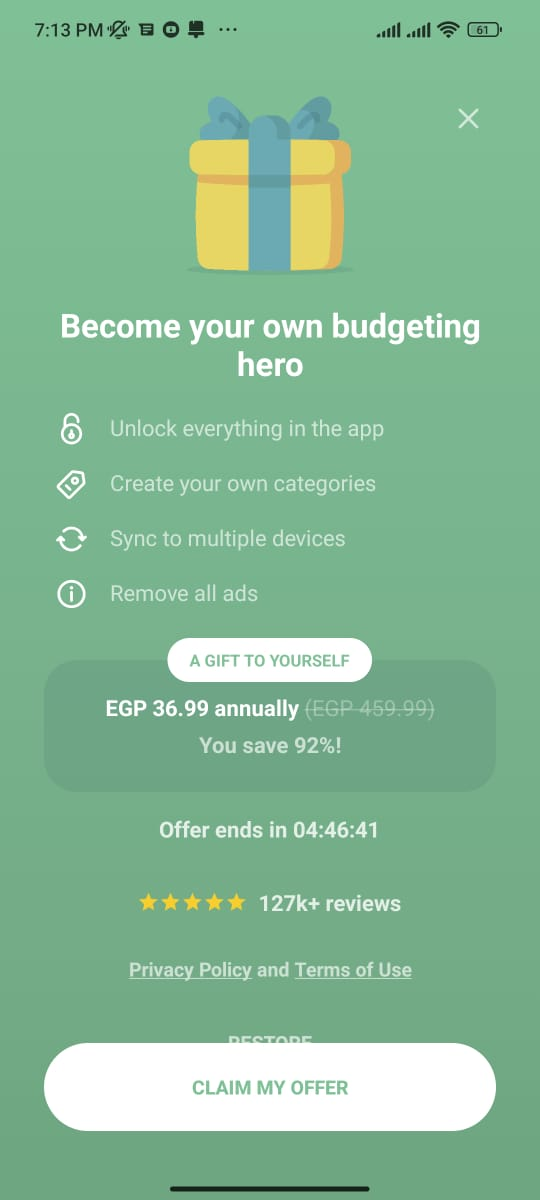 7:13 PM
61
Become your own budgeting
hero
Unlock everything in the app
Create your own categories
Sync to multiple devices
Remove all ads
A GIFT TO YOURSELF
EGP 36.99 annually (EGP 459.99)
You save 92%!
Offer ends in 04:46:41
127k+ reviews
Privacy Policy and Terms of Use
RESTORE
CLAIM MY OFFER